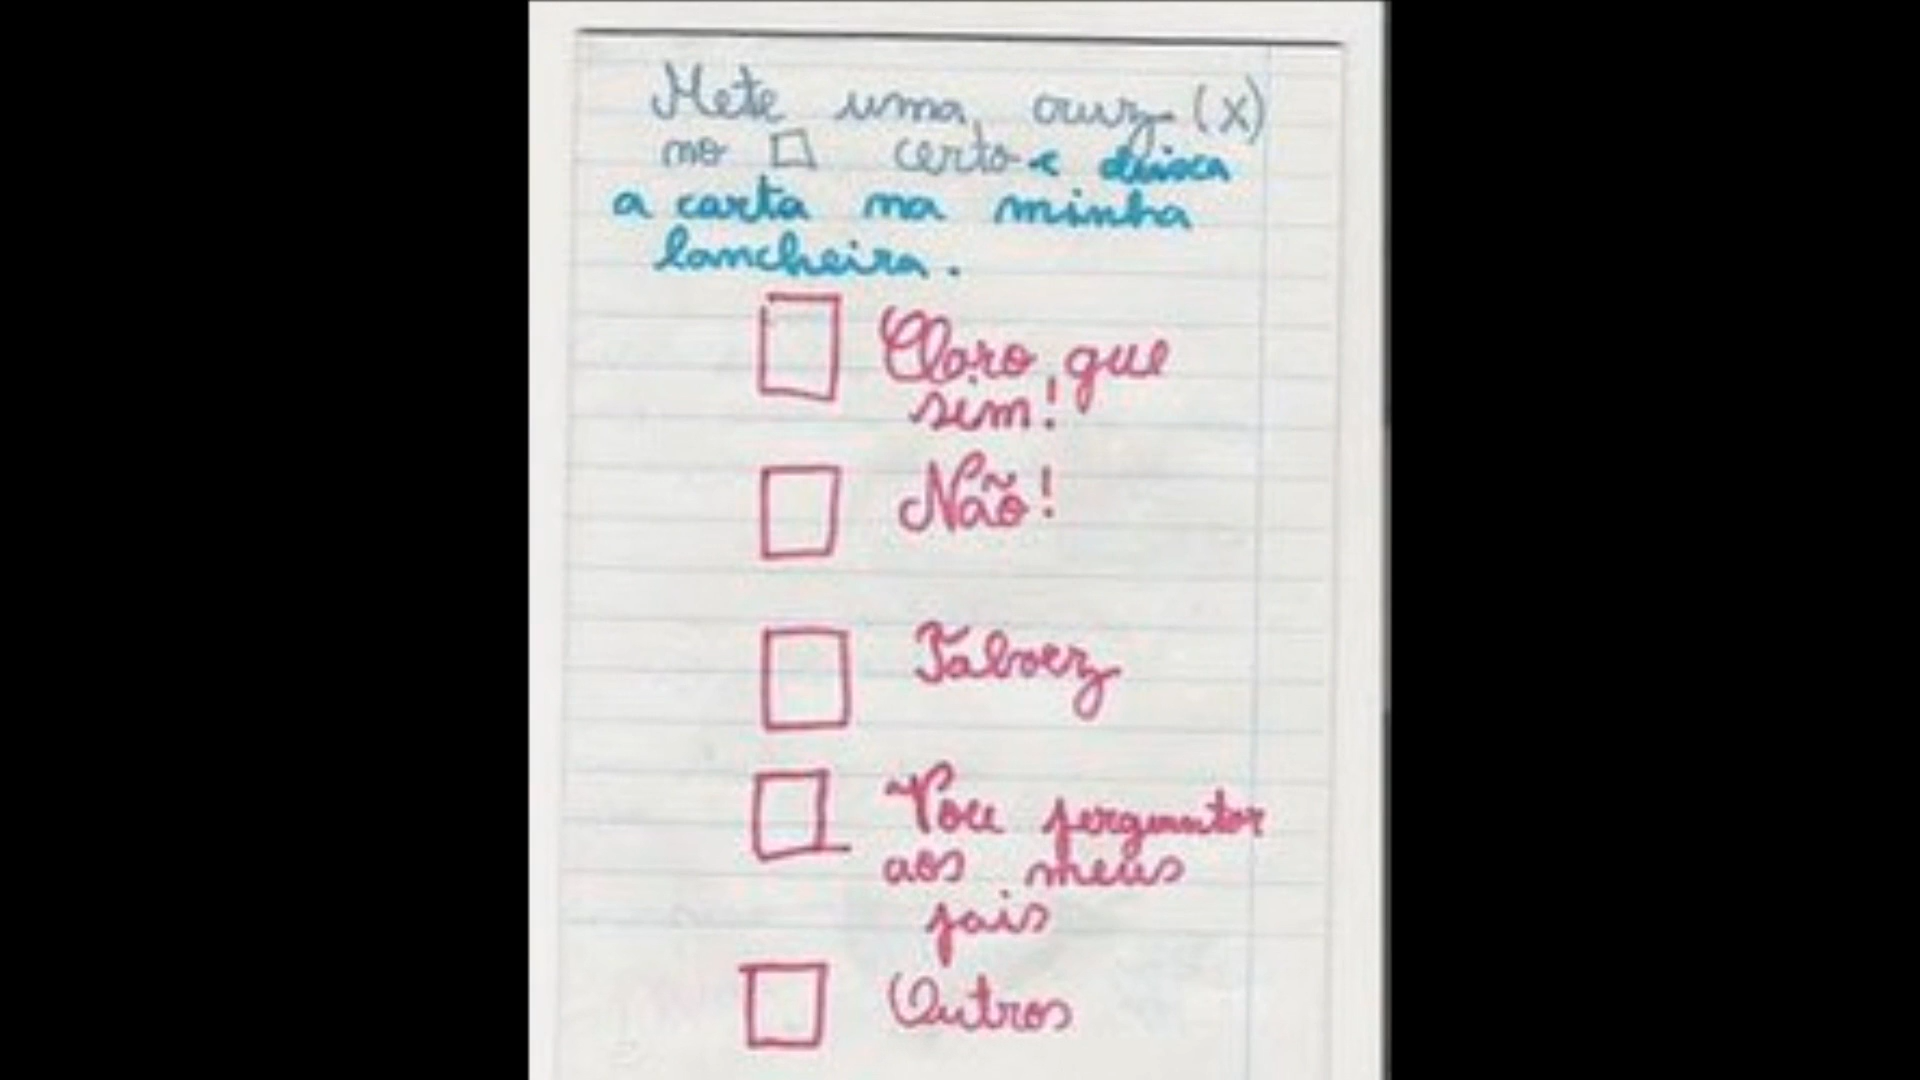 Mete uma cruz (X)
no □ certo e deixa
a carta na minha
lancheira.
Claro que
sim!
Não!
Talvez
Vou perguntar
aos meus
pais
Outros